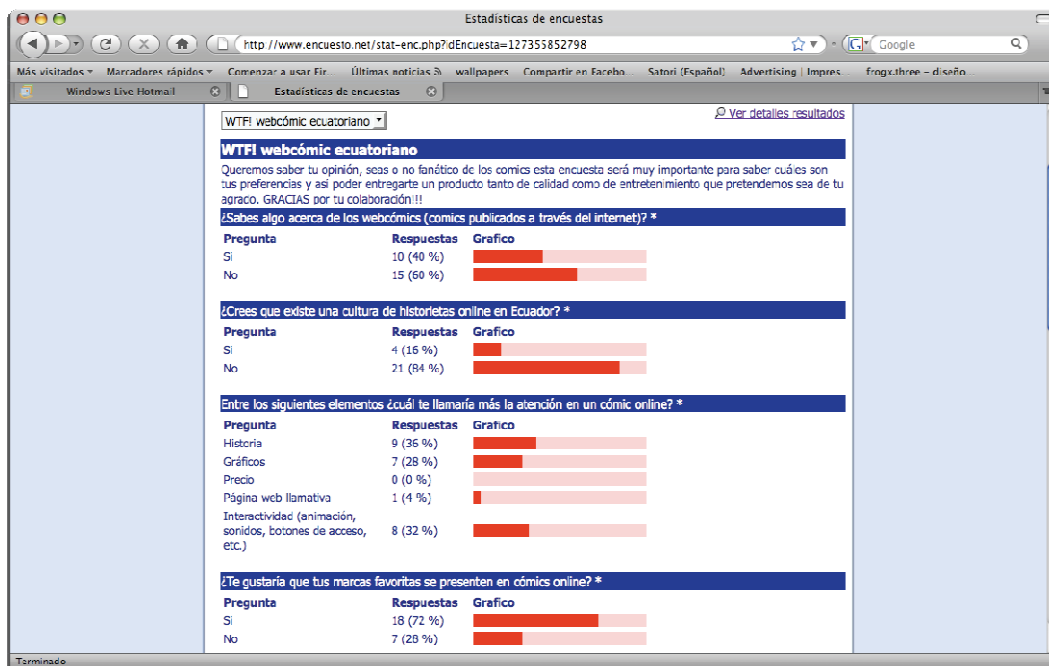 Estadísticas de encuestas
http://www.encuesto.net/stat-enc.php?idEncuesta=127355852798
Google
Más visitados Marcadores rápidos Comenzar a usar Fir... Últimas noticias wallpapers Compartir en Facebo... Satori (Español) Advertising | Impres... frogx.three – diseño...
Windows Live Hotmail Estadísticas de encuestas
WTF! webcómic ecuatoriano
Ver detalles resultados
WTF! webcómic ecuatoriano
Queremos saber tu opinión, seas o no fanático de los comics esta encuesta será muy importante para saber cuáles son
tus preferencias y asi poder entregarte un producto tanto de calidad como de entretenimiento que pretendemos sea de tu
agrado. GRACIAS por tu colaboración!!!
¿Sabes algo acerca de los webcómics (comics publicados a través del internet)? *
Pregunta Respuestas Grafico
Si 10 (40 %)
No 15 (60 %)
¿Crees que existe una cultura de historietas online en Ecuador? *
Pregunta Respuestas Grafico
Si 4 (16 %)
No 21 (84 %)
Entre los siguientes elementos ¿cuál te llamaría más la atención en un cómic online? *
Pregunta Respuestas Grafico
Historia 9 (36 %)
Gráficos 7 (28 %)
Precio 0 (0 %)
Página web llamativa 1 (4 %)
Interactividad (animación,
sonidos, botones de acceso, 8 (32 %)
etc.)
¿Te gustaría que tus marcas favoritas se presenten en cómics online? *
Pregunta Respuestas Grafico
Si 18 (72 %)
No 7 (28 %)
Terminado